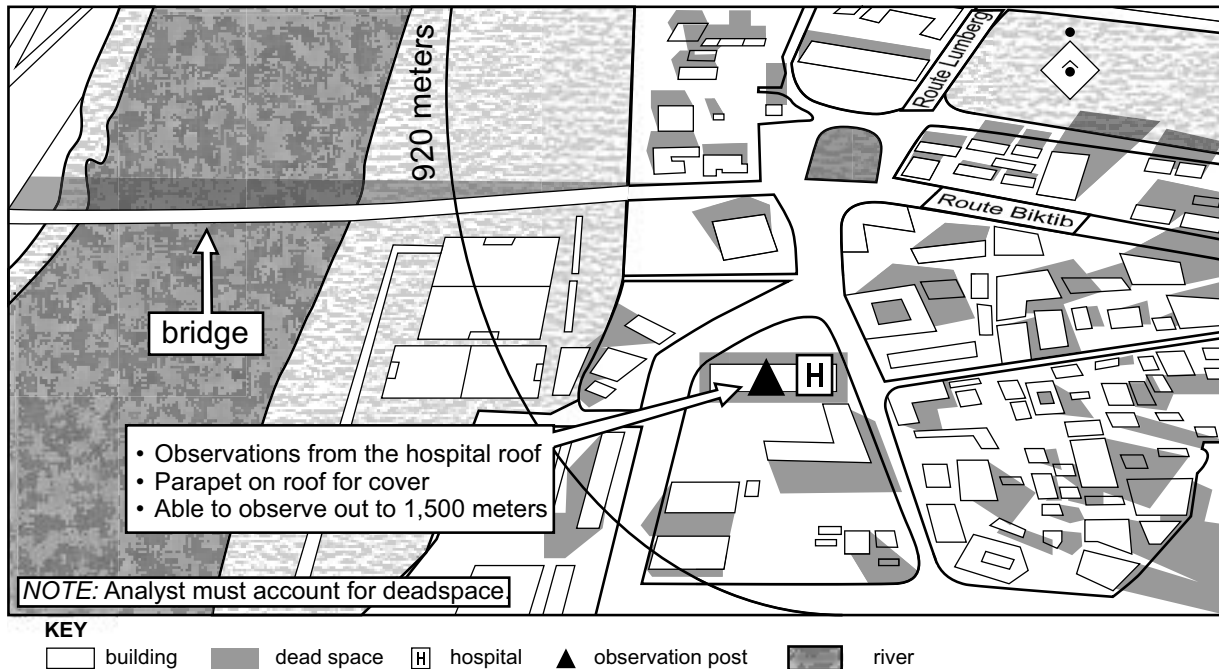 920 meters
Route Lumberg
Route Biktib
bridge
H
• Observations from the hospital roof
• Parapet on roof for cover
• Able to observe out to 1,500 meters
NOTE: Analyst must account for deadspace.
KEY
building dead space H hospital observation post river